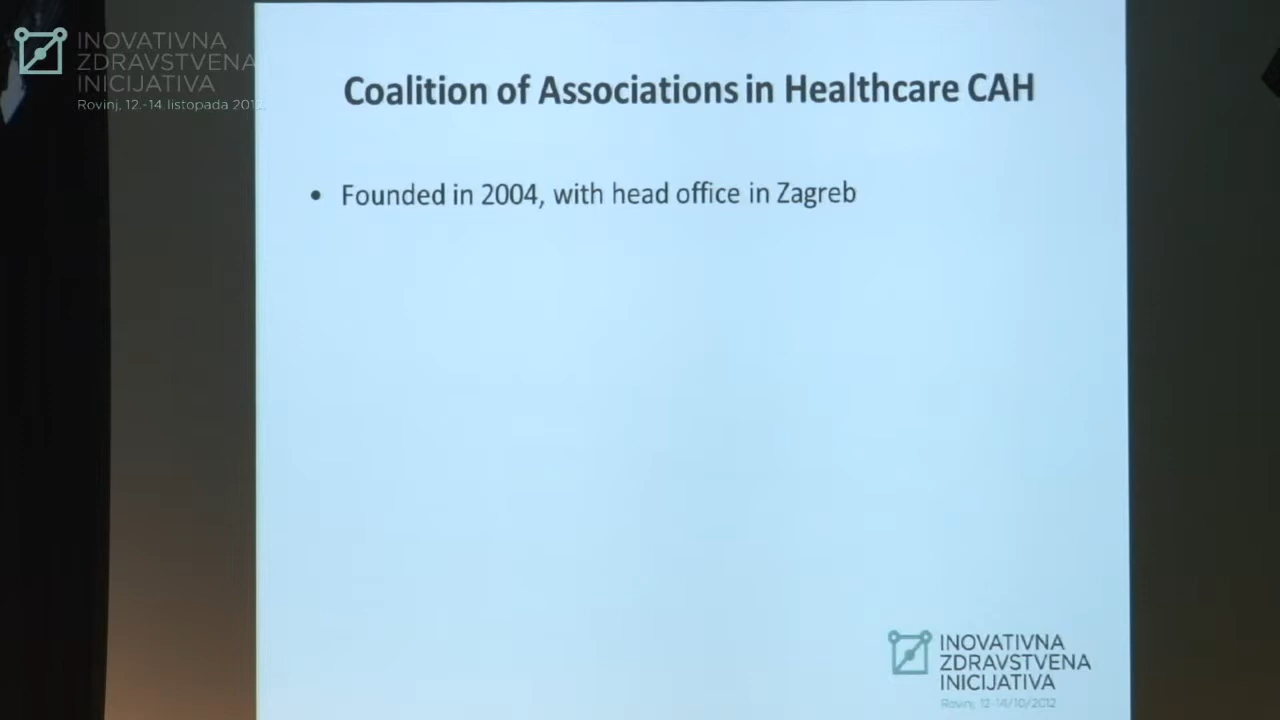 INOVATIVNA
ZDRAVSTVENA
INICIJATIVA
Rovinj, 12.-14 listopada 2012.
Coalition of Associations in Healthcare CAH
• Founded in 2004, with head office in Zagreb
INOVATIVNA
ZDRAVSTVENA
INICIJATIVA
Rovinj, 12-14/10/2012